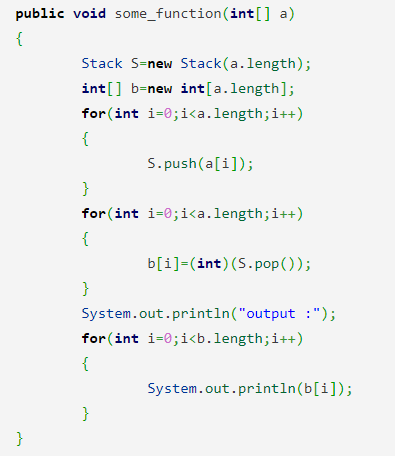 public void some_function(int[] a)
{
Stack S=new Stack(a.length);
int[] b=new int[a.length];
for(int i=0;i<a.length;i++)
{
S.push(a[i]);
}
for(int i=0;i<a.length;i++)
{
b[i]=(int)(S.pop());
}
System.out.println("output :");
for(int i=0;i<b.length;i++)
{
System.out.println(b[i]);
}
}